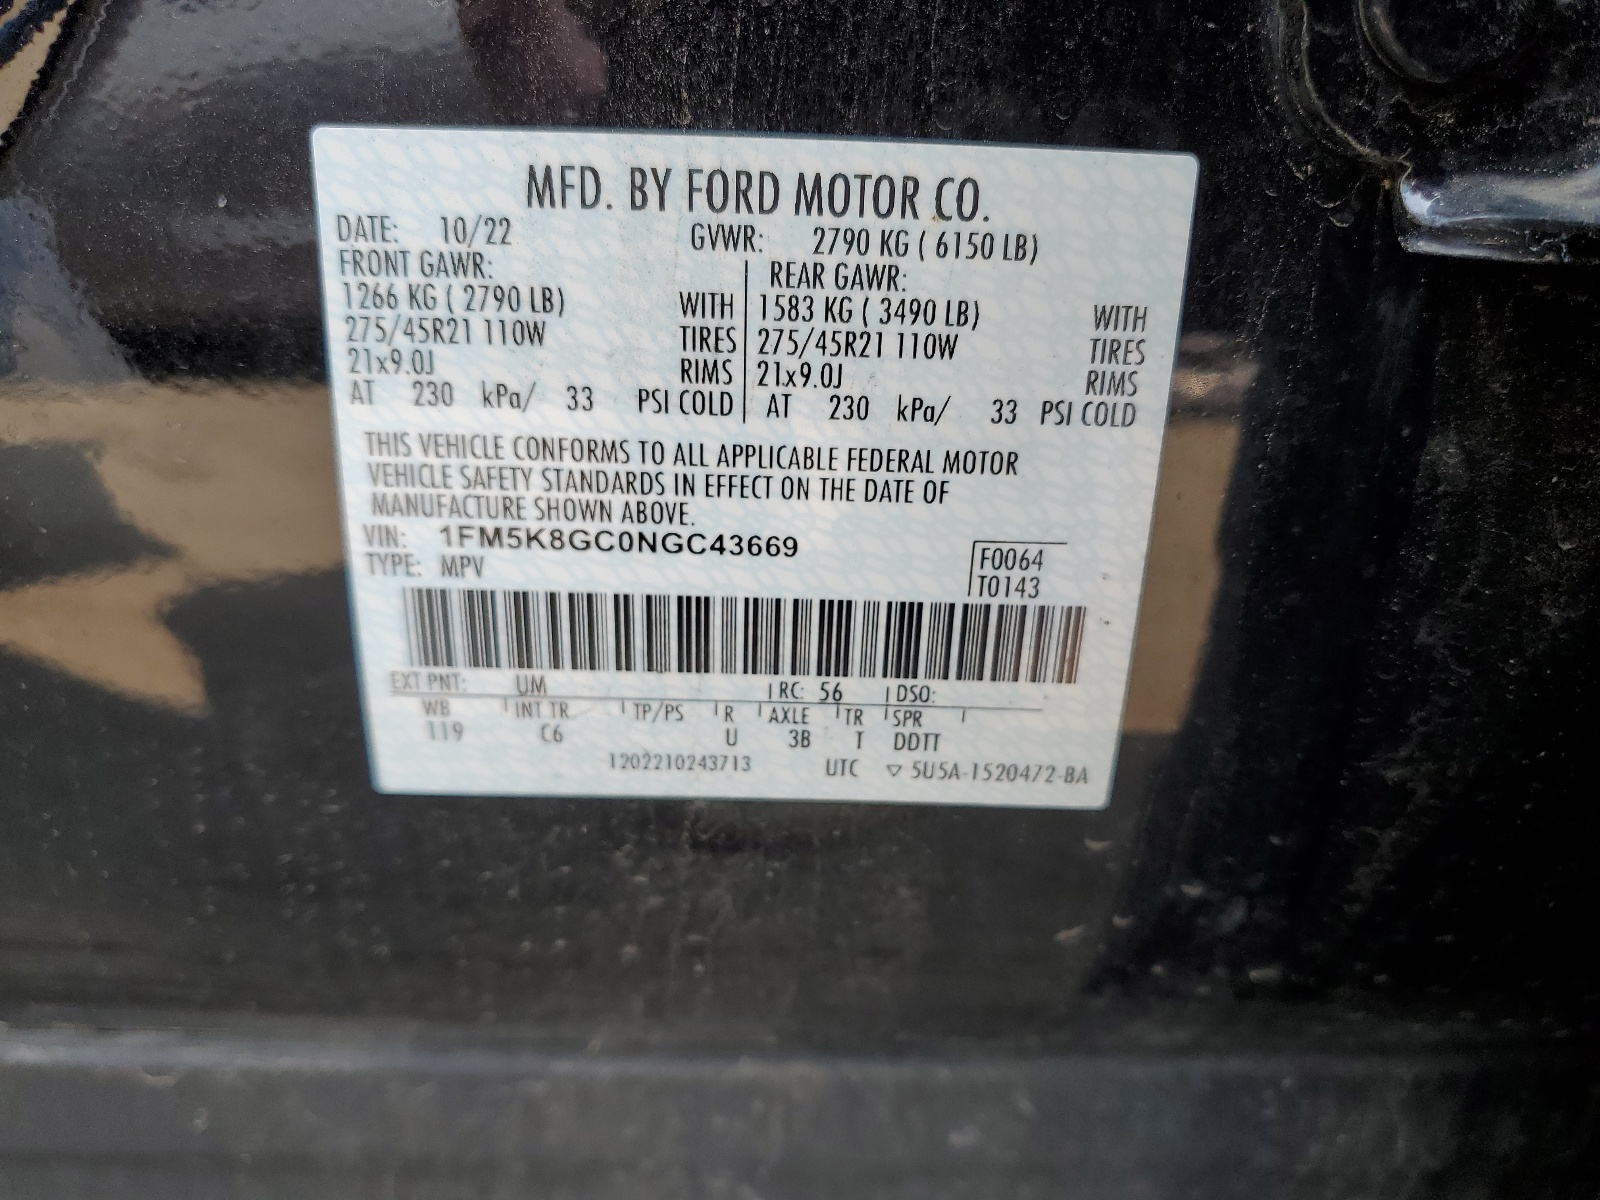 MFD. BY FORD MOTOR CO.
DATE: 10/22 GVWR: 2790 KG ( 6150 LB)
FRONT GAWR: REAR GAWR:
1266 KG ( 2790 LB) WITH 1583 KG ( 3490 LB) WITH
275/45R21 110W TIRES 275/45R21 110W TIRES
21x9.0J RIMS 21x9.0J RIMS
AT 230 kPa/ 33 PSI COLD AT 230 kPa/ 33 PSI COLD
THIS VEHICLE CONFORMS TO ALL APPLICABLE FEDERAL MOTOR
VEHICLE SAFETY STANDARDS IN EFFECT ON THE DATE OF
MANUFACTURE SHOWN ABOVE.
VIN: 1FM5K8GC0NGC43669
F0064
TYPE: MPV
T0143
EXT PNT: UM RC: 56 DSO:
WB INT TR TP/PS R AXLE TR SPR
119 C6 U 3B T DDTT
1202210243713 UTC ▽ 5U5A-1520472-BA